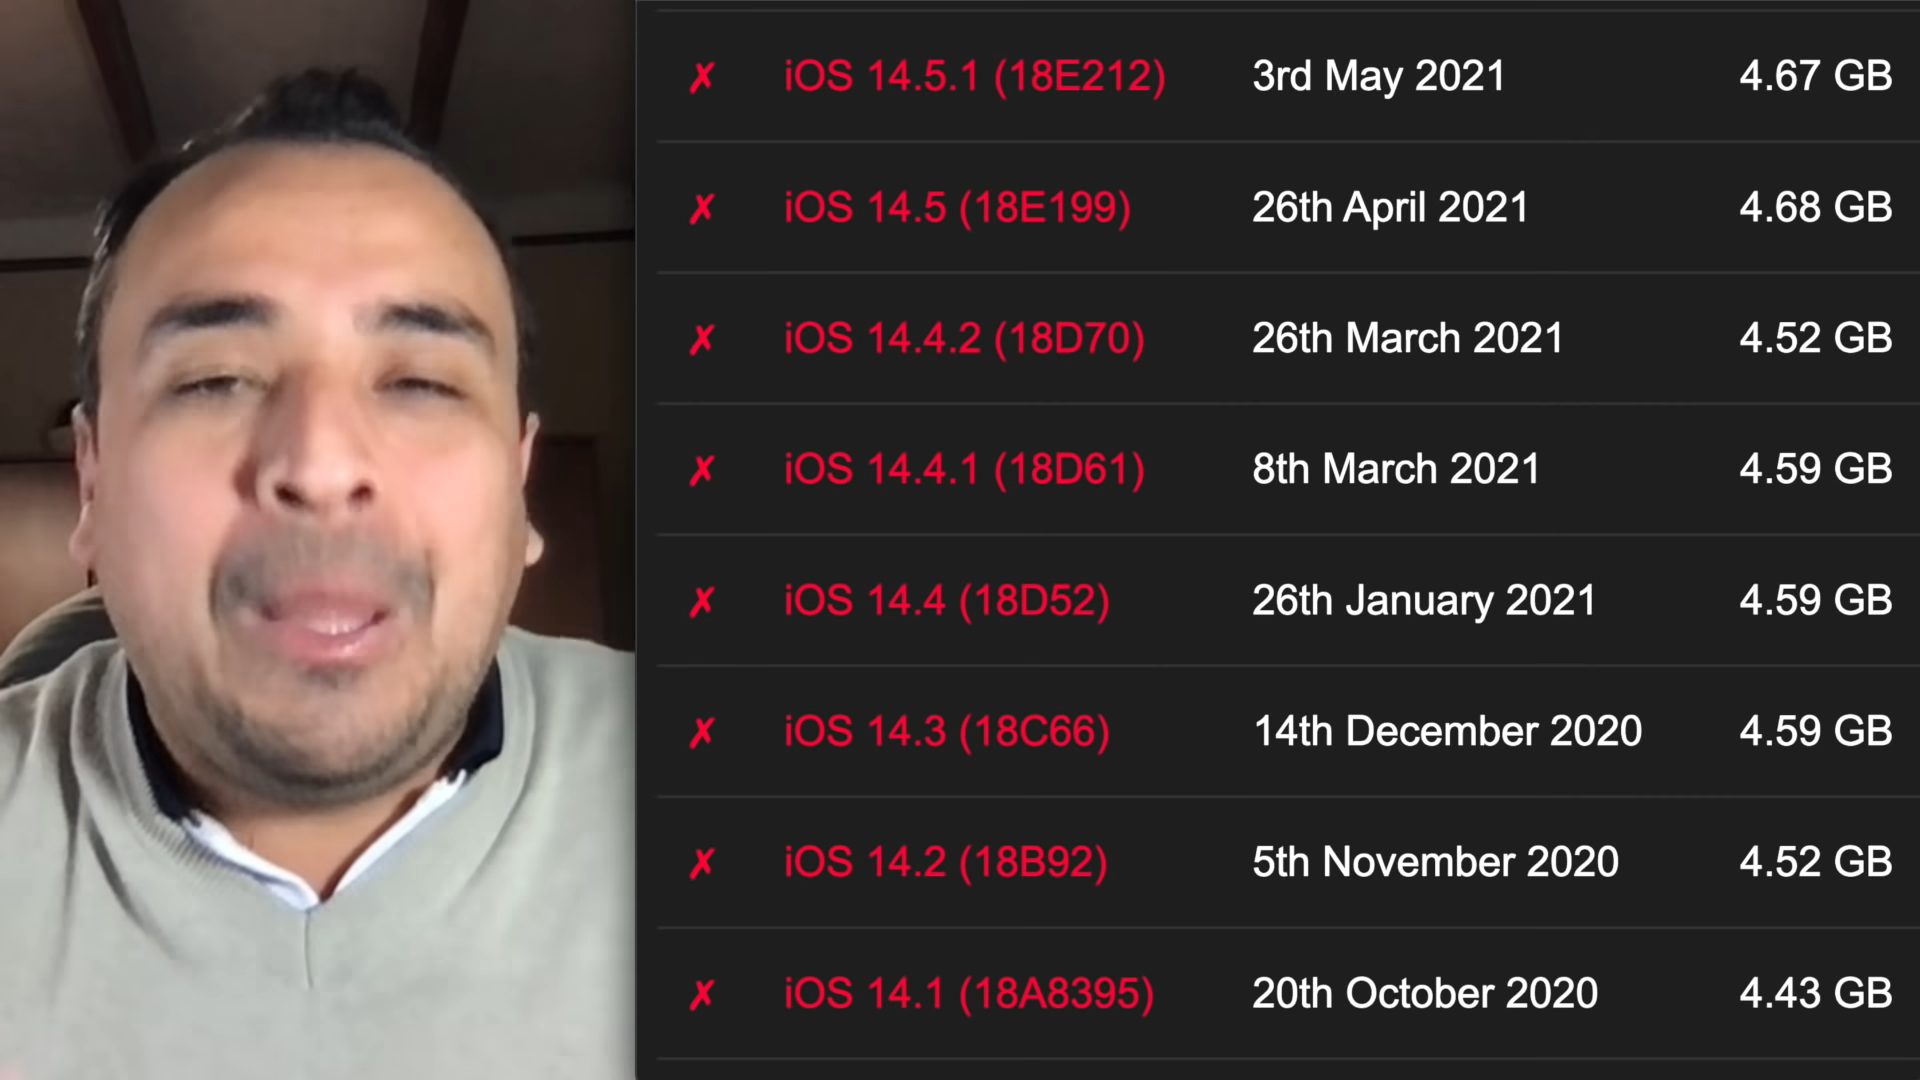 ✗ iOS 14.5.1 (18E212) 3rd May 2021 4.67 GB
✗ iOS 14.5 (18E199) 26th April 2021 4.68 GB
✗ iOS 14.4.2 (18D70) 26th March 2021 4.52 GB
✗ iOS 14.4.1 (18D61) 8th March 2021 4.59 GB
✗ iOS 14.4 (18D52) 26th January 2021 4.59 GB
✗ iOS 14.3 (18C66) 14th December 2020 4.59 GB
✗ iOS 14.2 (18B92) 5th November 2020 4.52 GB
✗ iOS 14.1 (18A8395) 20th October 2020 4.43 GB